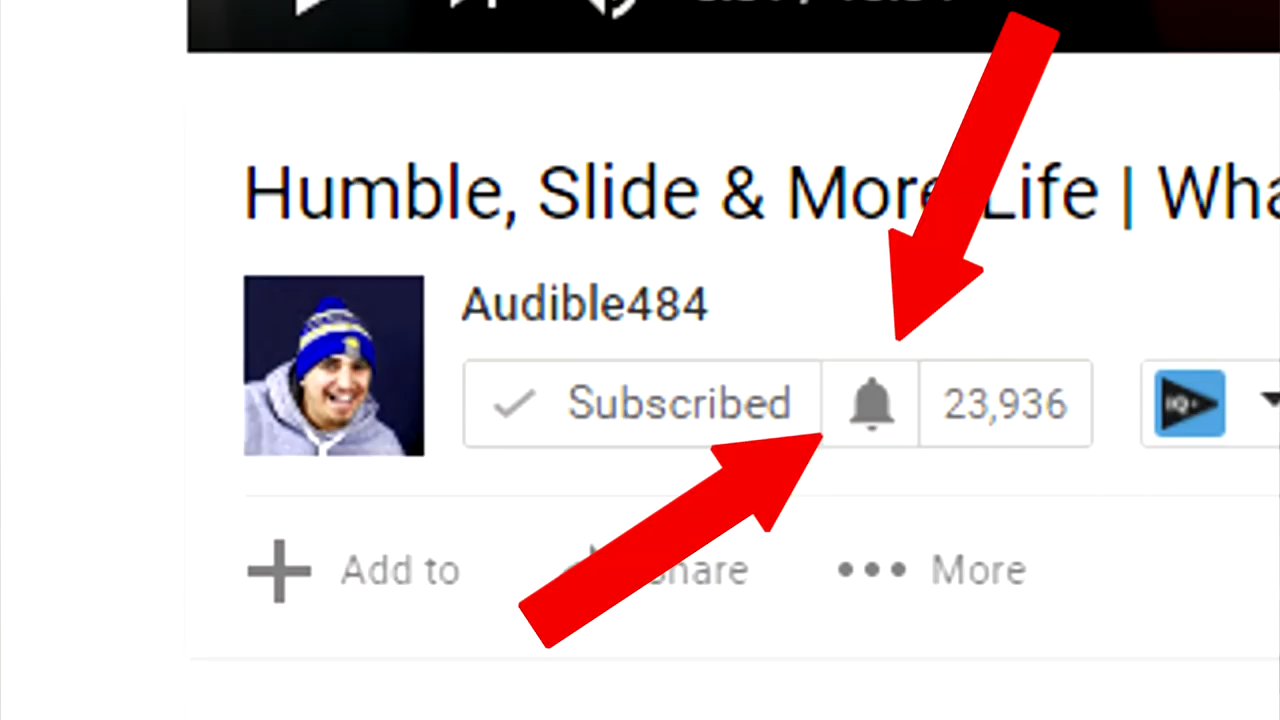 Humble, Slide & More Life | Wha
Audible484
Subscribed 23,936
Add to Share More